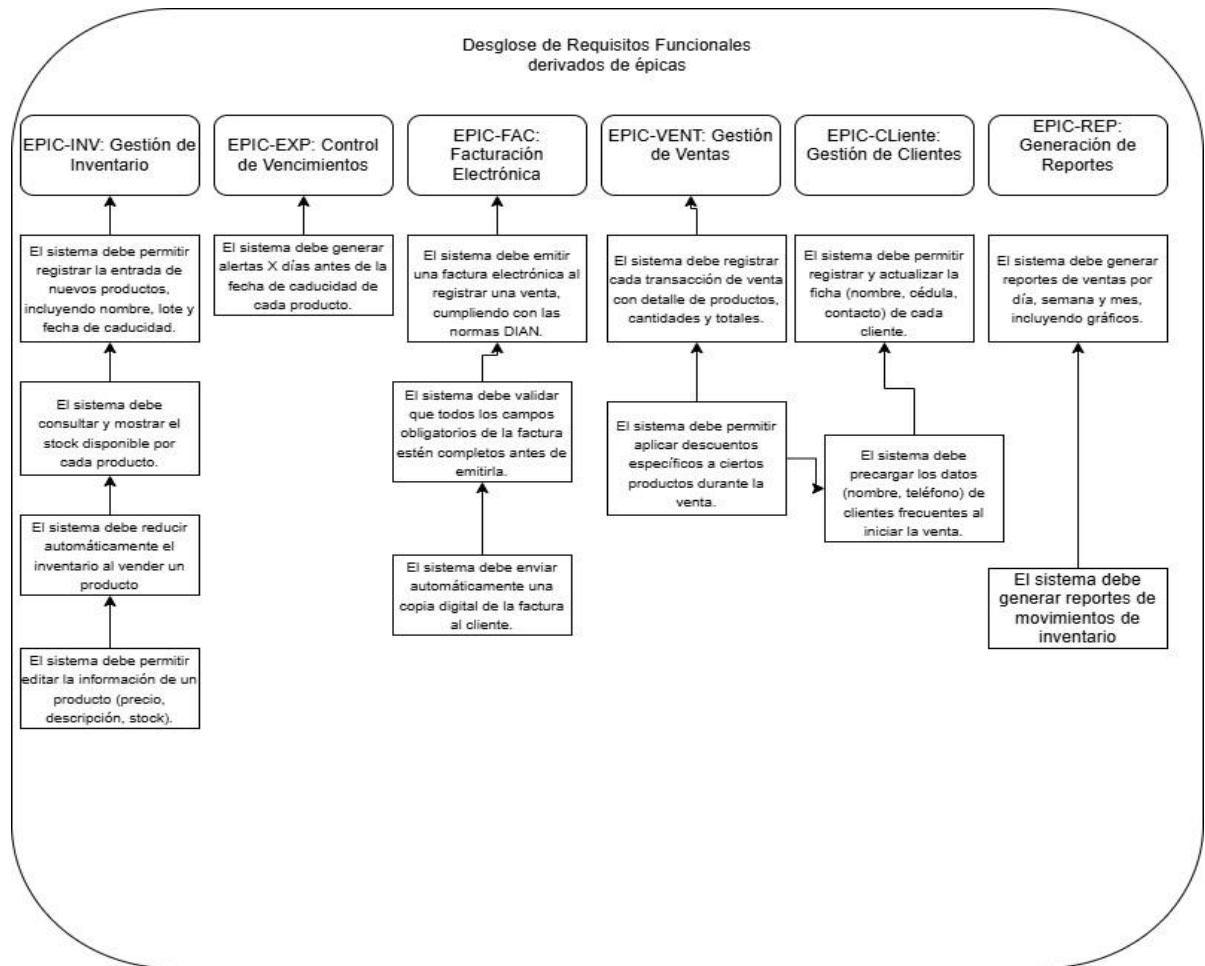 Desglose de Requisitos Funcionales
derivados de épicas
EPIC-INV: Gestión de
Inventario
EPIC-EXP: Control
de Vencimientos
EPIC-FAC:
Facturación
Electrónica
EPIC-VENT: Gestión
de Ventas
EPIC-CLiente:
Gestión de Clientes
EPIC-REP:
Generación de
Reportes
El sistema debe permitir
registrar la entrada de
nuevos productos,
incluyendo nombre, lote y
fecha de caducidad.
El sistema debe generar
alertas X días antes de la
fecha de caducidad de
cada producto.
El sistema debe emitir
una factura electrónica al
registrar una venta,
cumpliendo con las
normas DIAN.
El sistema debe registrar
cada transacción de venta
con detalle de productos,
cantidades y totales.
El sistema debe permitir
registrar y actualizar la
ficha (nombre, cédula,
contacto) de cada
cliente.
El sistema debe generar
reportes de ventas por
día, semana y mes,
incluyendo gráficos.
El sistema debe
consultar y mostrar el
stock disponible por
cada producto.
El sistema debe validar
que todos los campos
obligatorios de la factura
estén completos antes de
emitirla.
El sistema debe permitir
aplicar descuentos
específicos a ciertos
productos durante la
venta.
El sistema debe
precargar los datos
(nombre, teléfono) de
clientes frecuentes al
iniciar la venta.
El sistema debe reducir
automáticamente el
inventario al vender un
producto
El sistema debe enviar
automáticamente una
copia digital de la factura
al cliente.
El sistema debe
generar reportes de
movimientos de
inventario
El sistema debe permitir
editar la información de un
producto (precio,
descripción, stock).